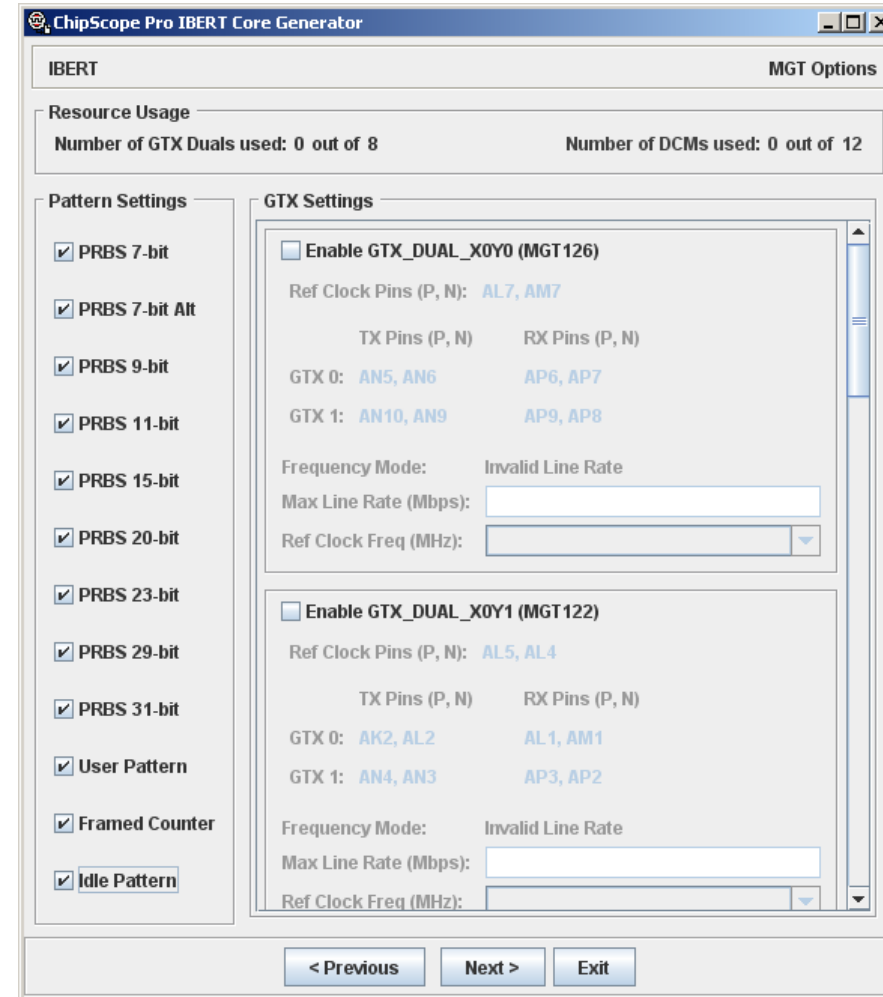 ChipScope Pro IBERT Core Generator
IBERT MGT Options
Resource Usage
Number of GTX Duals used: 0 out of 8 Number of DCMs used: 0 out of 12
Pattern Settings
PRBS 7-bit
PRBS 7-bit Alt
PRBS 9-bit
PRBS 11-bit
PRBS 15-bit
PRBS 20-bit
PRBS 23-bit
PRBS 29-bit
PRBS 31-bit
User Pattern
Framed Counter
Idle Pattern
GTX Settings
Enable GTX_DUAL_X0Y0 (MGT126)
Ref Clock Pins (P, N): AL7, AM7
TX Pins (P, N) RX Pins (P, N)
GTX 0: AN5, AN6 AP6, AP7
GTX 1: AN10, AN9 AP9, AP8
Frequency Mode: Invalid Line Rate
Max Line Rate (Mbps):
Ref Clock Freq (MHz):
Enable GTX_DUAL_X0Y1 (MGT122)
Ref Clock Pins (P, N): AL5, AL4
TX Pins (P, N) RX Pins (P, N)
GTX 0: AK2, AL2 AL1, AM1
GTX 1: AN4, AN3 AP3, AP2
Frequency Mode: Invalid Line Rate
Max Line Rate (Mbps):
Ref Clock Freq (MHz):
< Previous Next > Exit